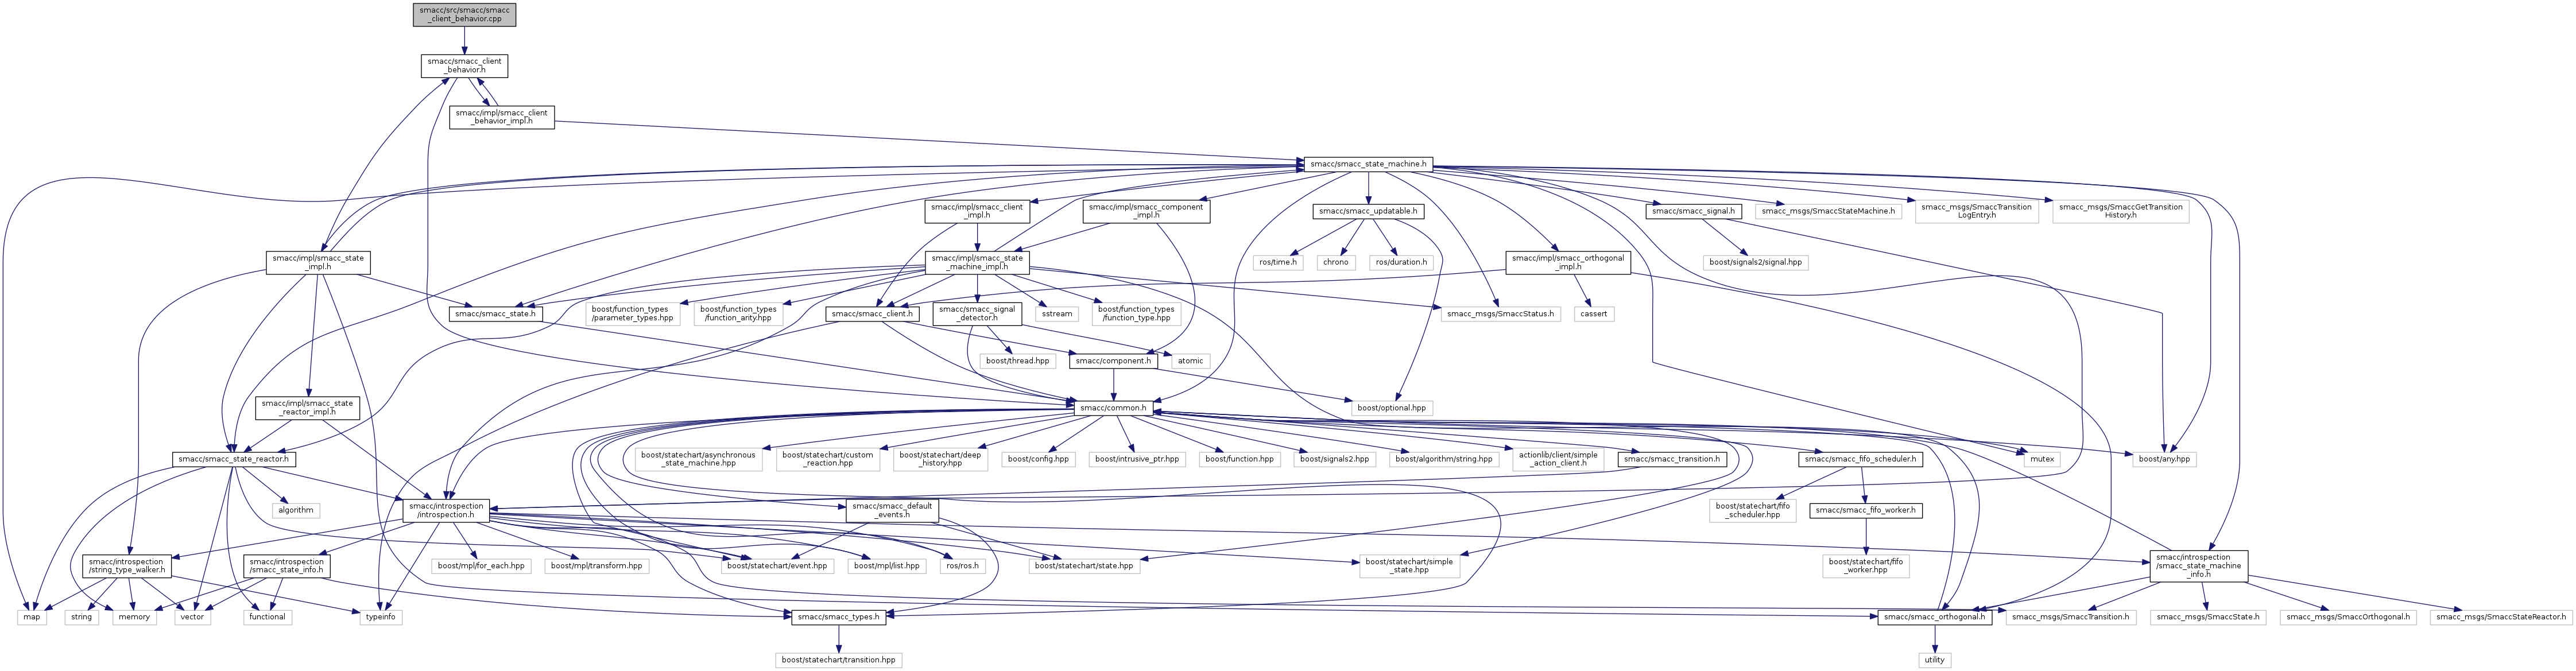 smacc/src/smacc/smacc
_client_behavior.cpp
smacc/smacc_client
_behavior.h
smacc/impl/smacc_client
_behavior_impl.h
smacc/smacc_state_machine.h
smacc/impl/smacc_client
_impl.h
smacc/impl/smacc_component
_impl.h
smacc/smacc_updatable.h
smacc/smacc_signal.h
smacc_msgs/SmaccStateMachine.h
smacc_msgs/SmaccTransition
LogEntry.h
smacc_msgs/SmaccGetTransition
History.h
smacc/impl/smacc_state
_impl.h
smacc/impl/smacc_state
_machine_impl.h
ros/time.h
chrono
ros/duration.h
smacc/impl/smacc_orthogonal
_impl.h
boost/signals2/signal.hpp
smacc/smacc_state.h
boost/function_types
/parameter_types.hpp
boost/function_types
/function_arity.hpp
smacc/smacc_client.h
smacc/smacc_signal
_detector.h
sstream
boost/function_types
/function_type.hpp
smacc_msgs/SmaccStatus.h
cassert
boost/thread.hpp
smacc/component.h
atomic
smacc/impl/smacc_state
_reactor_impl.h
smacc/common.h
boost/optional.hpp
smacc/smacc_state_reactor.h
boost/statechart/asynchronous
_state_machine.hpp
boost/statechart/custom
_reaction.hpp
boost/statechart/deep
_history.hpp
boost/config.hpp
boost/intrusive_ptr.hpp
boost/function.hpp
boost/signals2.hpp
boost/algorithm/string.hpp
actionlib/client/simple
_action_client.h
smacc/smacc_transition.h
smacc/smacc_fifo_scheduler.h
mutex
boost/any.hpp
algorithm
smacc/introspection
/introspection.h
smacc/smacc_default
_events.h
boost/statechart/fifo
_scheduler.hpp
smacc/smacc_fifo_worker.h
smacc/introspection
/string_type_walker.h
smacc/introspection
/smacc_state_info.h
boost/mpl/for_each.hpp
boost/mpl/transform.hpp
boost/statechart/event.hpp
boost/mpl/list.hpp
ros/ros.h
boost/statechart/state.hpp
boost/statechart/simple
_state.hpp
boost/statechart/fifo
_worker.hpp
smacc/introspection
/smacc_state_machine
_info.h
map
string
memory
vector
functional
typeinfo
smacc/smacc_types.h
smacc/smacc_orthogonal.h
smacc_msgs/SmaccTransition.h
smacc_msgs/SmaccState.h
smacc_msgs/SmaccOrthogonal.h
smacc_msgs/SmaccStateReactor.h
boost/statechart/transition.hpp
utility